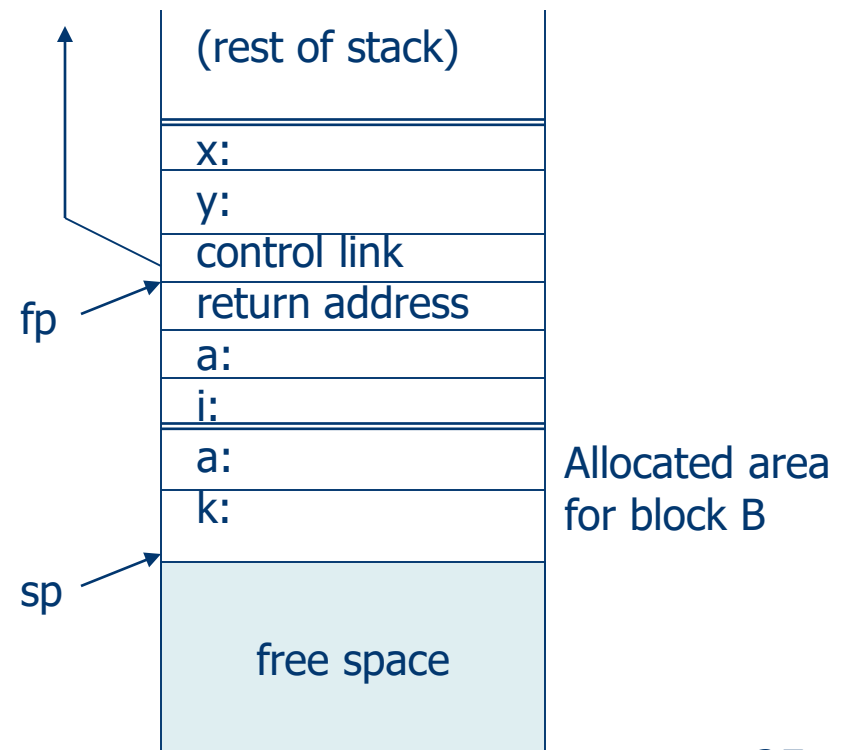 (rest of stack)
x:
y:
control link
return address
fp
a:
i:
a:
k:
Allocated area
for block B
sp
free space